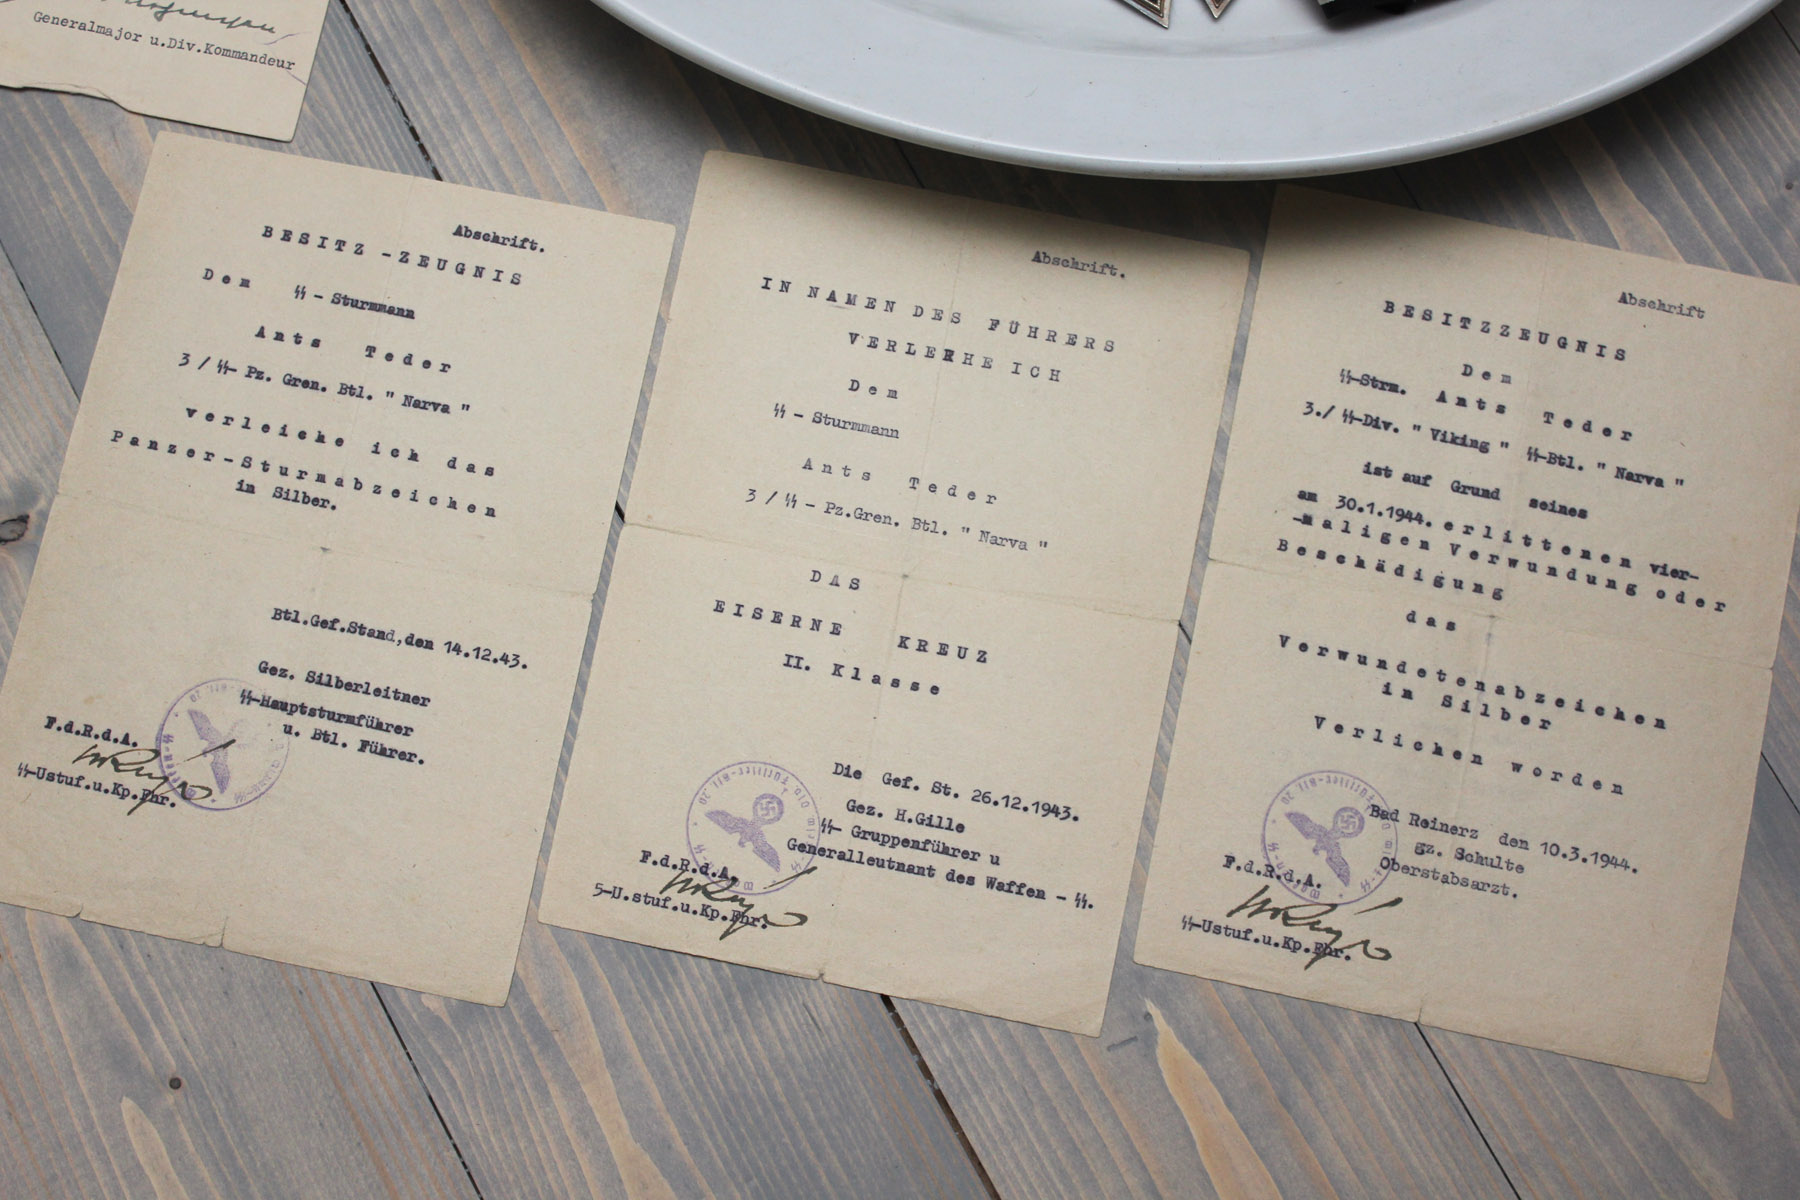 Generalmajor u.Div.Kommandeur
Abschrift.
BESITZ-ZEUGNIS
Dem ᛋᛋ-Sturmmann
Ants Teder
3/ᛋᛋ-Pz. Gren. Btl. "Narva"
verleiche ich das
Panzer-Sturmabzeichen
in Silber.
Btl.Gef.Stand,den 14.12.43.
Gez. Silberleitner
ᛋᛋ-Hauptsturmführer
u. Btl. Führer.
F.d.R.d.A.
ᛋᛋ-Ustuf.u.Kp.Fhr.
Abschrift.
IN NAMEN DES FÜHRERS
VERLEHHE ICH
Dem
ᛋᛋ - Sturmmann
Ants Teder
3/ᛋᛋ - Pz.Gren. Btl. "Narva"
DAS
EISERNE KREUZ
II. Klasse
Die Gef. St. 26.12.1943.
Gez. H.Gille
ᛋᛋ- Gruppenführer u
Generalleutnant des Waffen - ᛋᛋ.
F.d.R.d.A.
5-U.stuf.u.Kp.Fhr.
Abschrift
BESITZZEUGNIS
Dem
ᛋᛋ-Strm. Ants Teder
3./ᛋᛋ-Div. "Viking" ᛋᛋ-Btl. "Narva"
ist auf Grund seines
am 30.1.1944. erlittenen vier-
-maligen Verwundung oder
Beschädigung
das
Verwundetenabzeichen
in Silber
Verlichen worden
Bad Reinerz den 10.3.1944.
gz. Schulte
Oberstabsarzt.
F.d.R.d.A.
ᛋᛋ-Ustuf.u.Kp.Fhr.